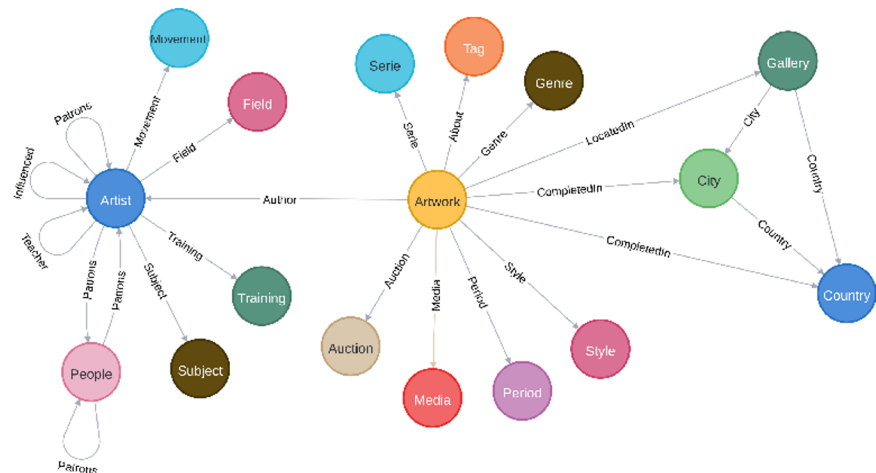 Movement
Serie
Tag
Genre
Gallery
Field
Patrons
Movement
Field
Serie
About
Genre
LocatedIn
City
Country
Influenced
Artist
Author
Artwork
CompletedIn
City
Teacher
Training
Patrons
Patrons
Subject
Auction
Media
Period
Style
CompletedIn
Country
Training
Country
People
Subject
Auction
Media
Period
Style
Patrons